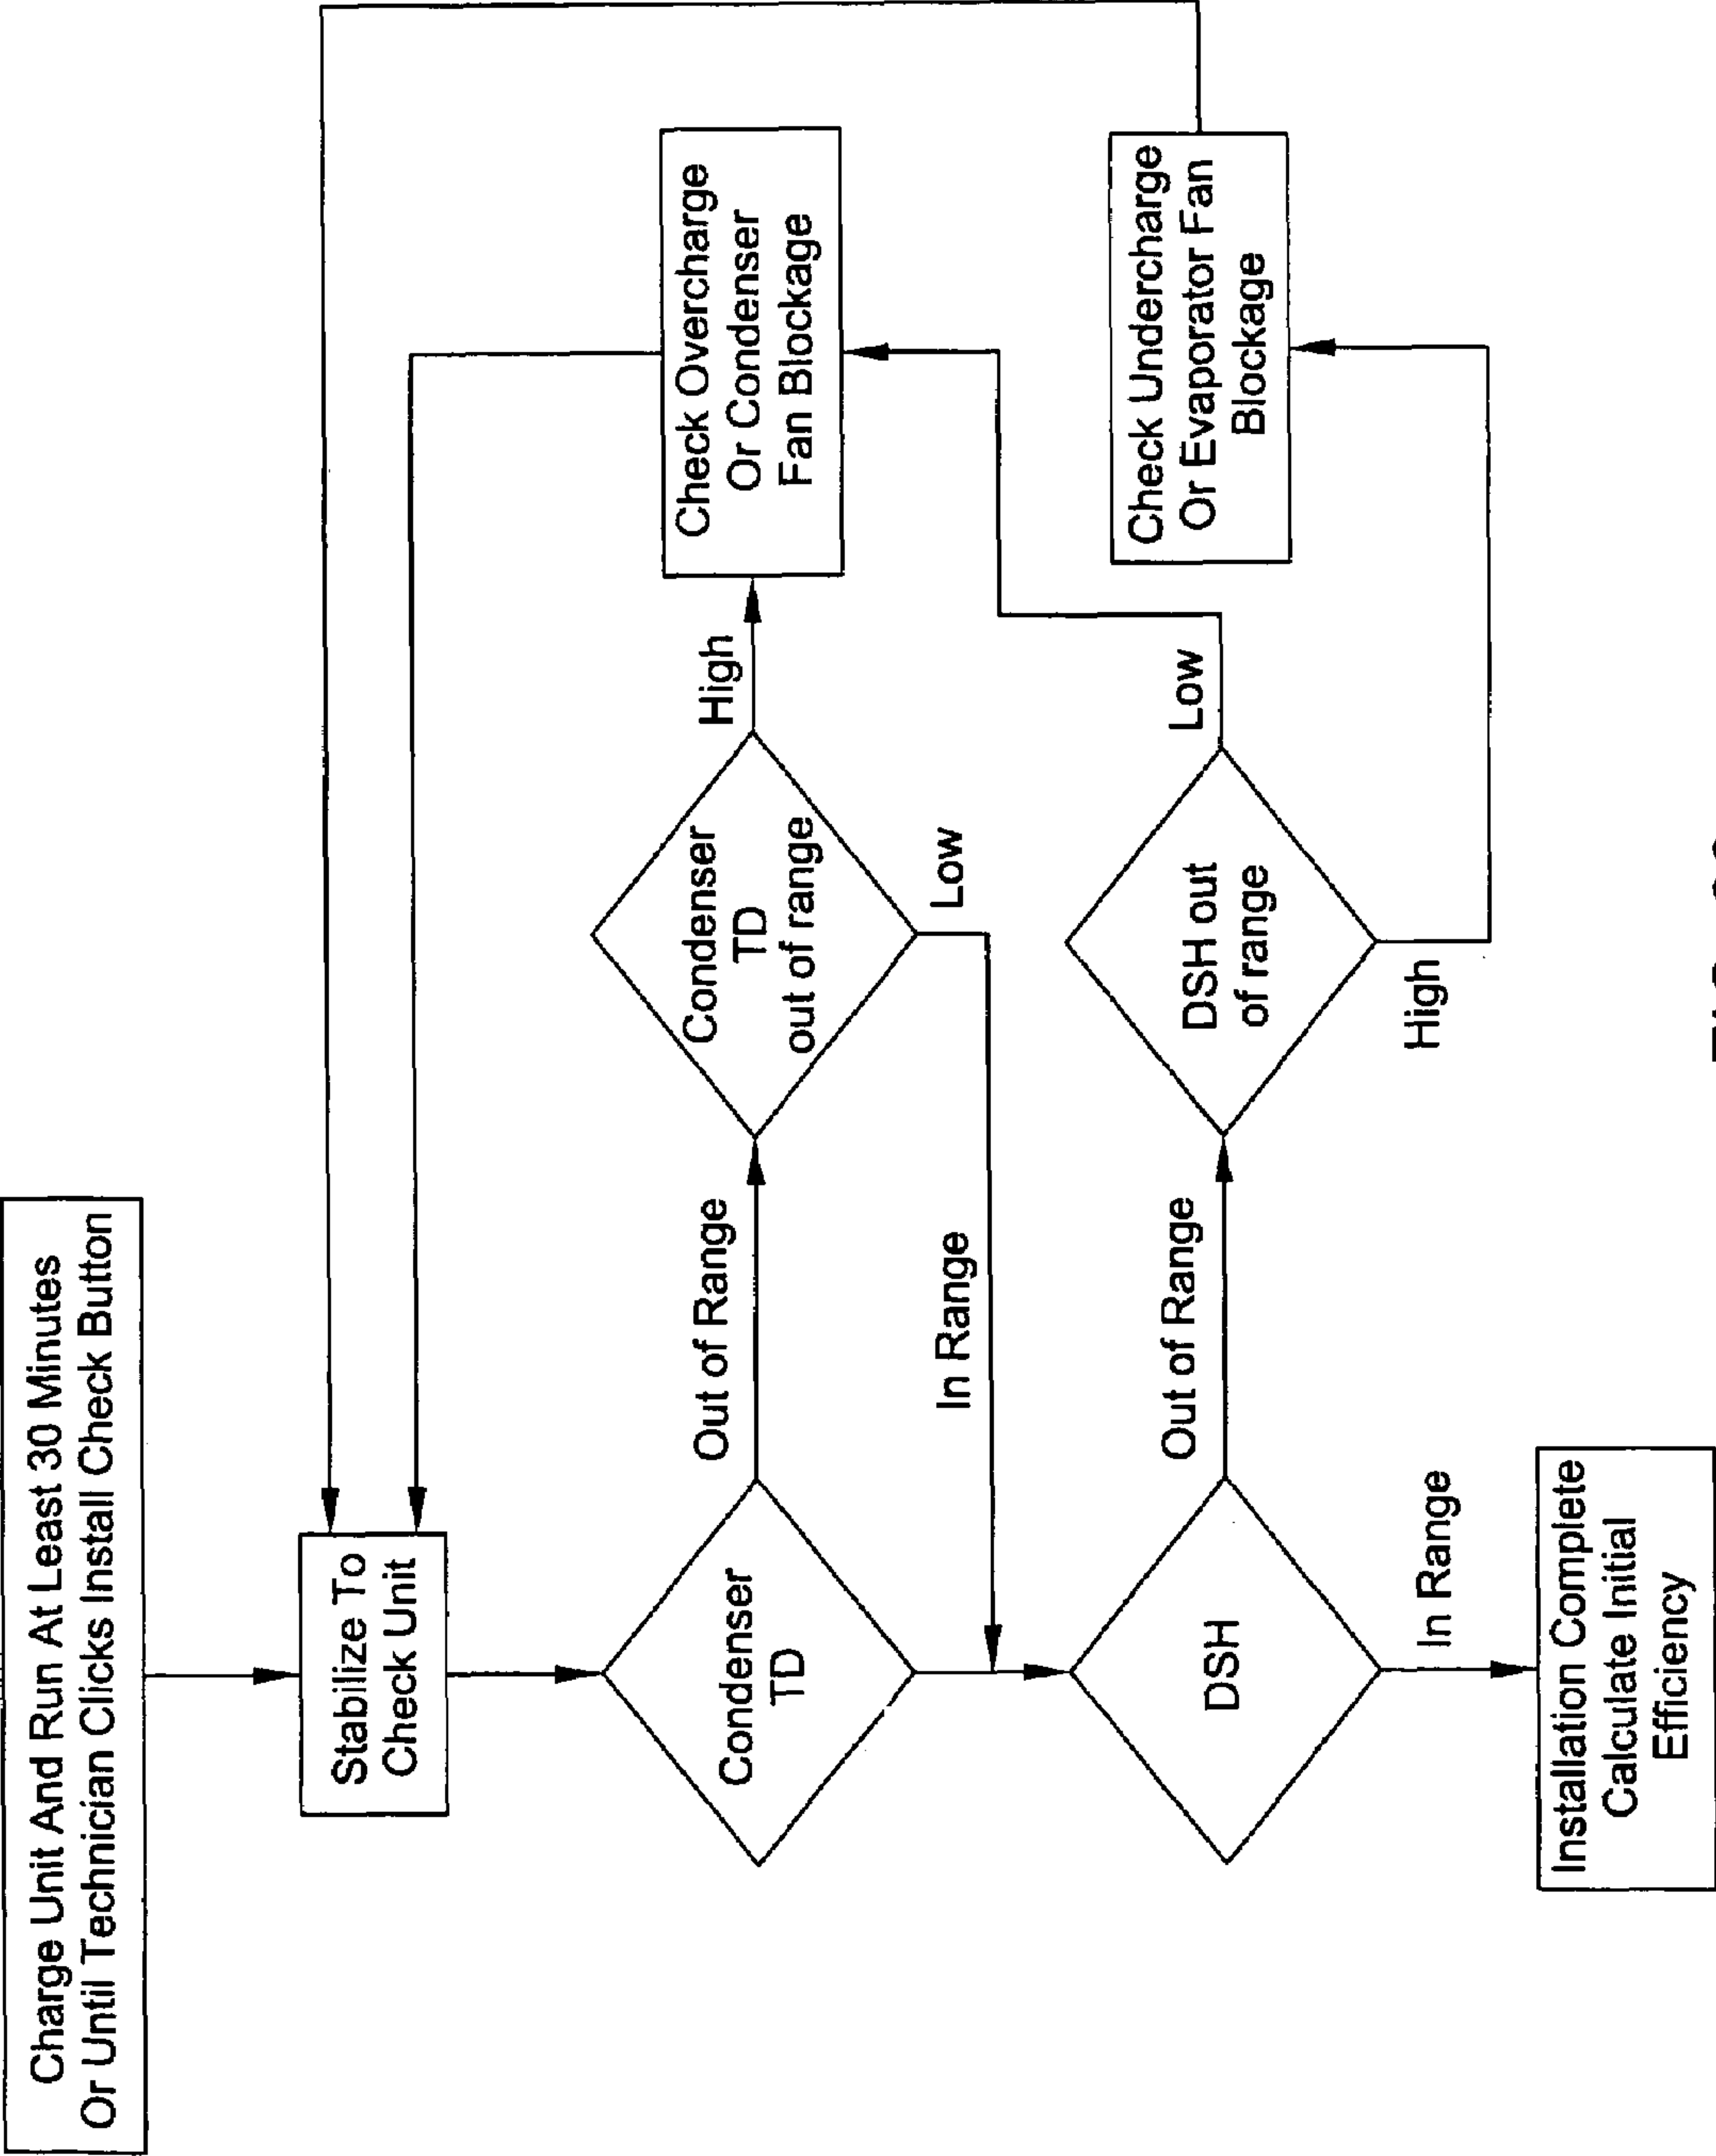 Charge Unit And Run At Least 30 Minutes
Or Until Technician Clicks Install Check Button
Stabilize To
Check Unit
Condenser
TD
Out of Range
Condenser
TD
out of range
High
Check Overcharge
Or Condenser
Fan Blockage
In Range
Low
DSH
Out of Range
DSH out
of range
Low
Check Undercharge
Or Evaporator Fan
Blockage
High
In Range
Installation Complete
Calculate Initial
Efficiency